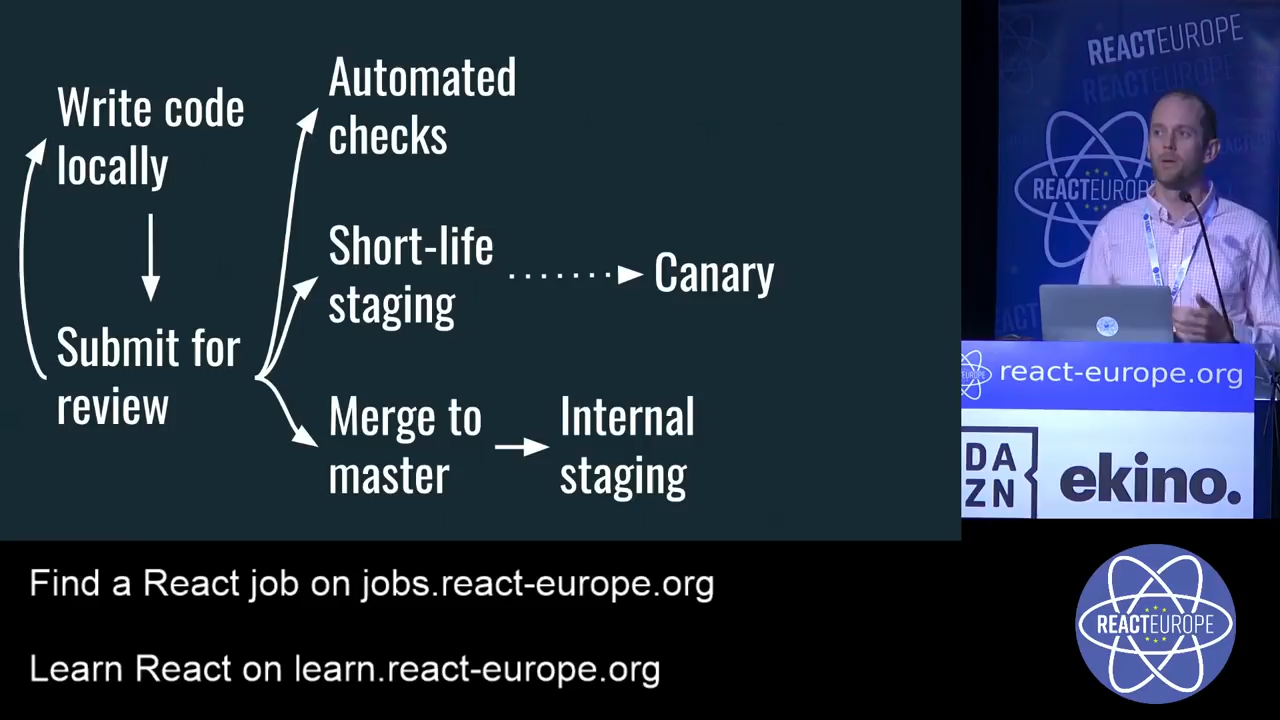 Write code
locally
Submit for
review
Automated
checks
Short-life
staging
Canary
Merge to
master
Internal
staging
REACTEUROPE
REACTEUROPE
REACTEUROPE
react-europe.org
DA
ZN
ekino.
Find a React job on jobs.react-europe.org
Learn React on learn.react-europe.org
REACTEUROPE